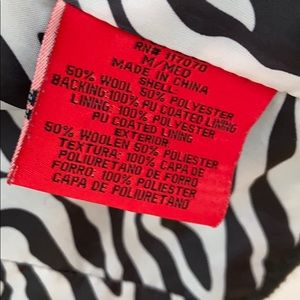 RN# 117070
M/MED
MADE IN CHINA
SHELL:
50% WOOL 50% POLYESTER
BACKING:100% PU COATED LINING
LINING: 100% POLYESTER
PU COATED LINING
EXTERIOR
50% WOOLEN 50% POLYESTER
TEXTURA: 100% CAPA DE
POLIURETANO DE FORRO
FORRO: 100% POLIESTER
CAPA DE POLIURETANO